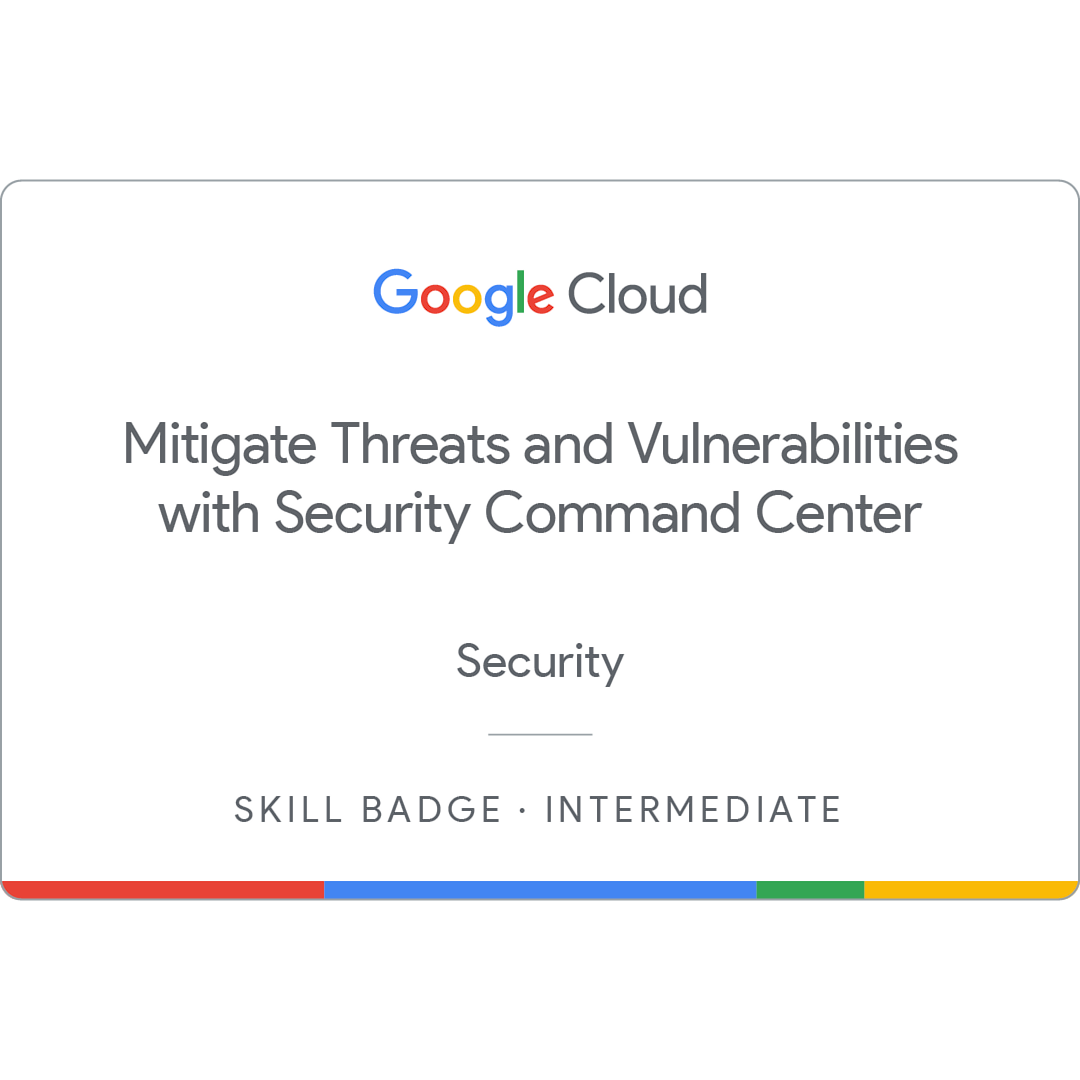 Google Cloud
Mitigate Threats and Vulnerabilities
with Security Command Center
Security
SKILL BADGE · INTERMEDIATE